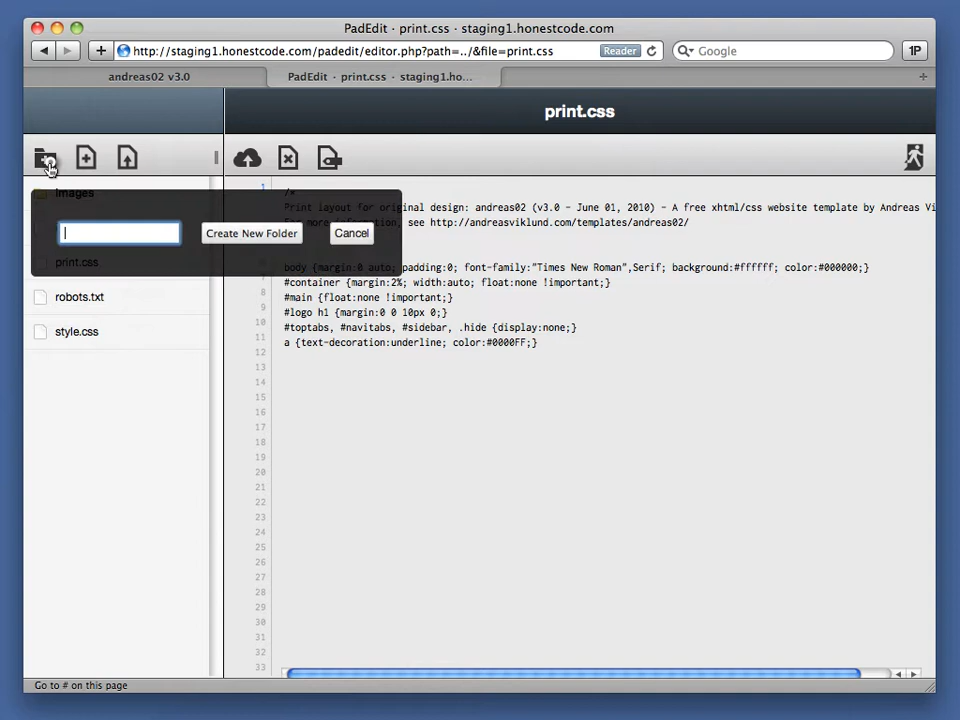 PadEdit · print.css · staging1.honestcode.com
http://staging1.honestcode.com/padedit/editor.php?path=../&file=print.css
Reader
Google
1P
andreas02 v3.0
PadEdit · print.css · staging1.ho...
print.css
images
Create New Folder
Cancel
print.css
robots.txt
style.css
1
6
7
8
9
10
11
12
13
14
15
16
17
18
19
20
21
22
23
24
25
26
27
28
29
30
31
32
33
/*
Print layout for original design: andreas02 (v3.0 - June 01, 2010) - A free xhtml/css website template by Andreas Vi
For more information, see http://andreasviklund.com/templates/andreas02/
body {margin:0 auto; padding:0; font-family:"Times New Roman",Serif; background:#ffffff; color:#000000;}
#container {margin:2%; width:auto; float:none !important;}
#main {float:none !important;}
#logo h1 {margin:0 0 10px 0;}
#toptabs, #navitabs, #sidebar, .hide {display:none;}
a {text-decoration:underline; color:#0000FF;}
Go to # on this page